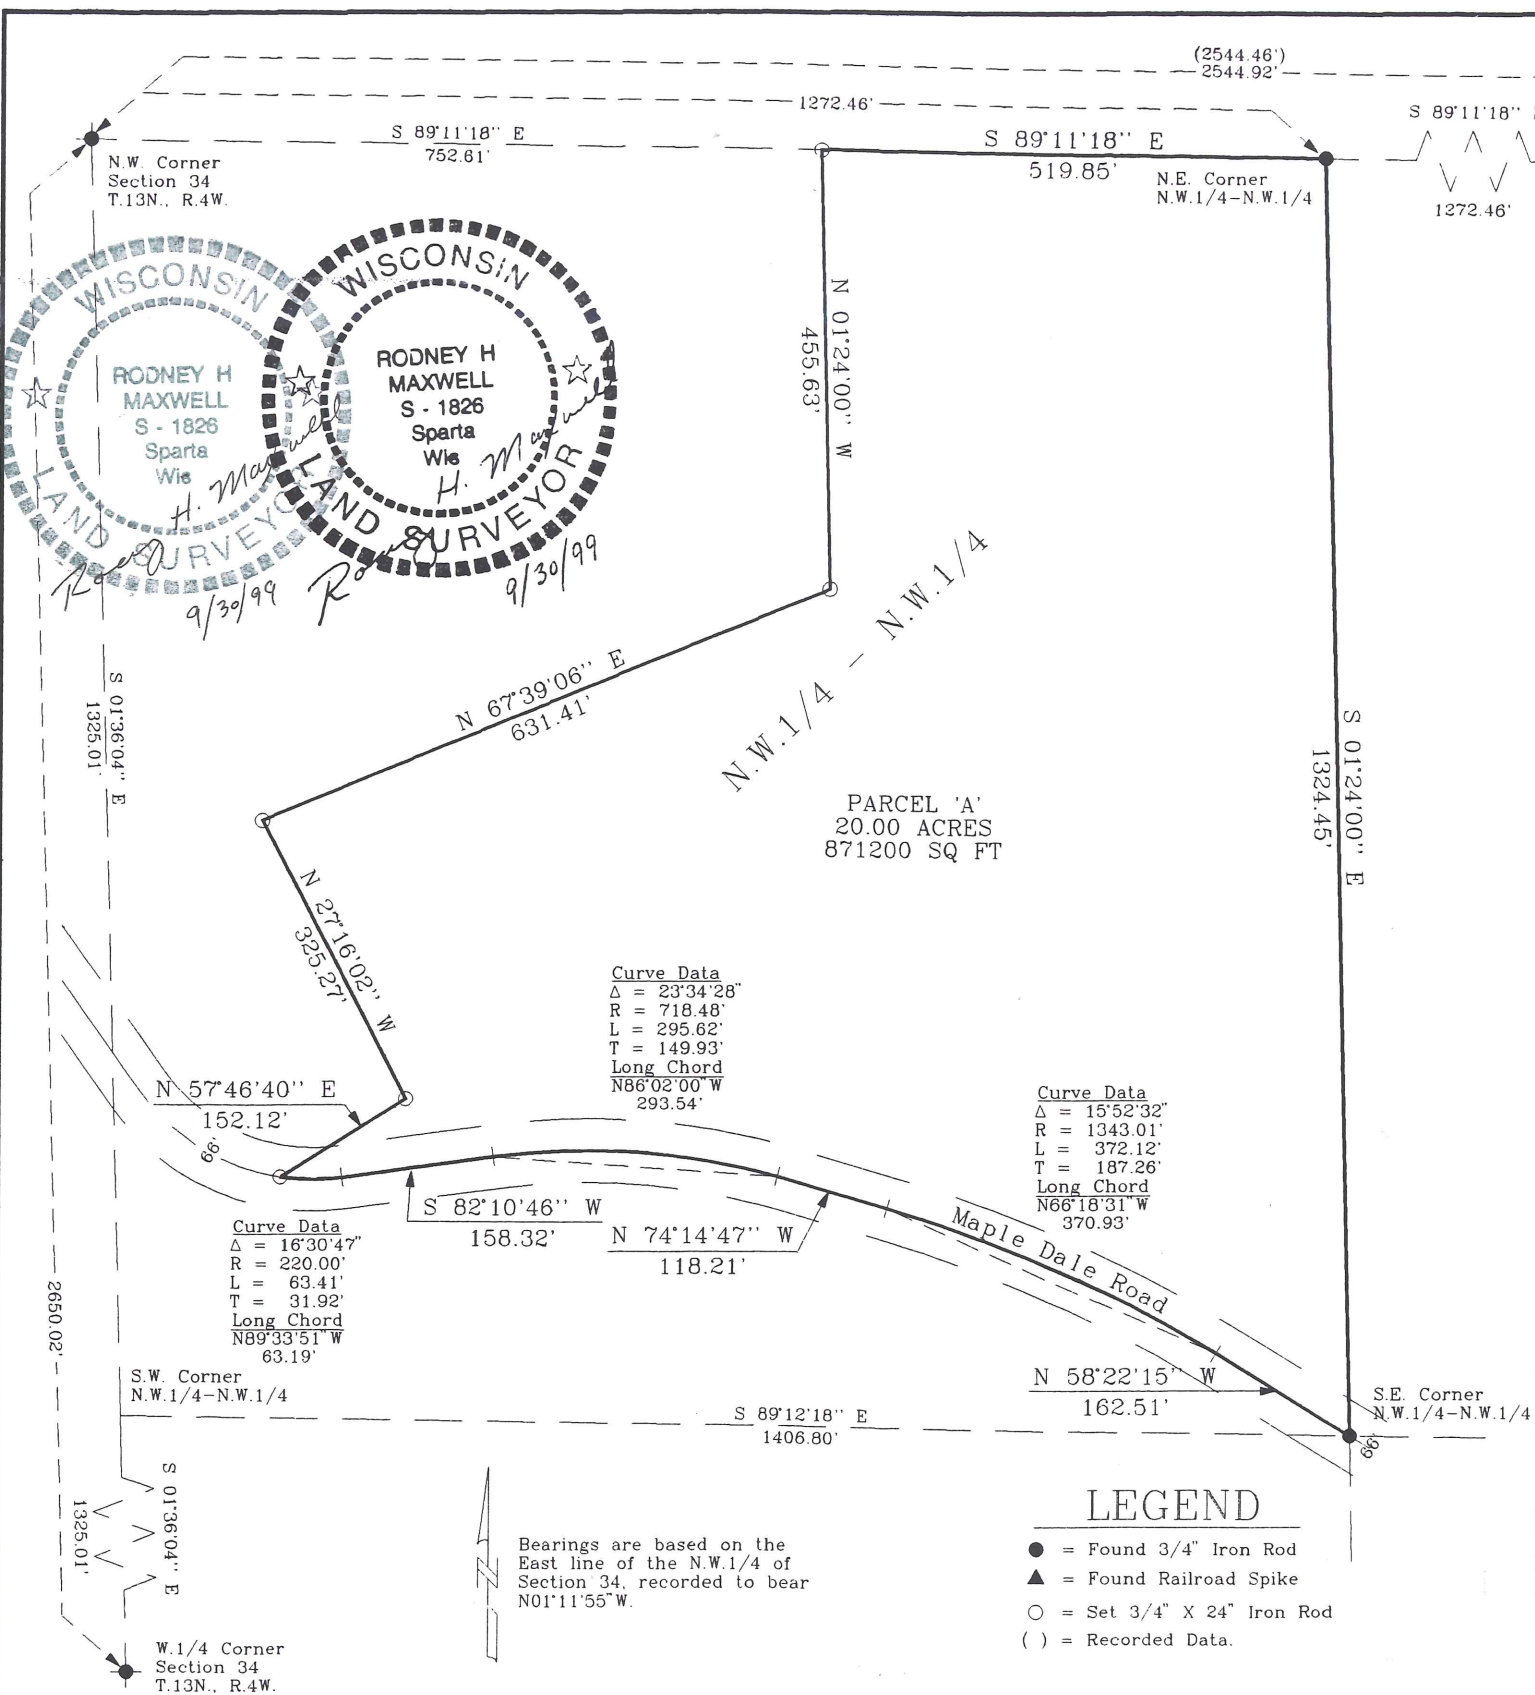 (2544.46')
2544.92'
1272.46'
S 89°11'18'' E
752.61'
S 89°11'18'' E
519.85'
S 89°11'18''
1272.46'
N.W. Corner
Section 34
T.13N., R.4W.
N.E. Corner
N.W.1/4-N.W.1/4
WISCONSIN
RODNEY H
MAXWELL
S - 1826
Sparta
Wis
LAND SURVEYOR
Rodney H. Maxwell
9/30/99
WISCONSIN
RODNEY H
MAXWELL
S - 1826
Sparta
Wis
LAND SURVEYOR
Rodney H. Maxwell
9/30/99
N 01°24'00'' W
455.63'
N 67°39'06'' E
631.41'
N.W.1/4 - N.W.1/4
S 01°36'04'' E
1325.01'
S 01°24'00'' E
1324.45'
PARCEL 'A'
20.00 ACRES
871200 SQ FT
N 27°16'02'' W
325.27'
Curve Data
Δ = 23°34'28"
R = 718.48'
L = 295.62'
T = 149.93'
Long Chord
N86°02'00"W
293.54'
N 57°46'40'' E
152.12'
66'
Curve Data
Δ = 15°52'32"
R = 1343.01'
L = 372.12'
T = 187.26'
Long Chord
N66°18'31"W
370.93'
S 82°10'46'' W
158.32'
N 74°14'47'' W
118.21'
Maple Dale Road
Curve Data
Δ = 16°30'47"
R = 220.00'
L = 63.41'
T = 31.92'
Long Chord
N89°33'51"W
63.19'
2650.02'
S.W. Corner
N.W.1/4-N.W.1/4
N 58°22'15'' W
162.51'
S.E. Corner
N.W.1/4-N.W.1/4
66'
S 89°12'18'' E
1406.80'
S 01°36'04'' E
1325.01'
N
Bearings are based on the
East line of the N.W.1/4 of
Section 34, recorded to bear
N01°11'55"W.
LEGEND
● = Found 3/4" Iron Rod
▲ = Found Railroad Spike
○ = Set 3/4" X 24" Iron Rod
( ) = Recorded Data.
W.1/4 Corner
Section 34
T.13N., R.4W.